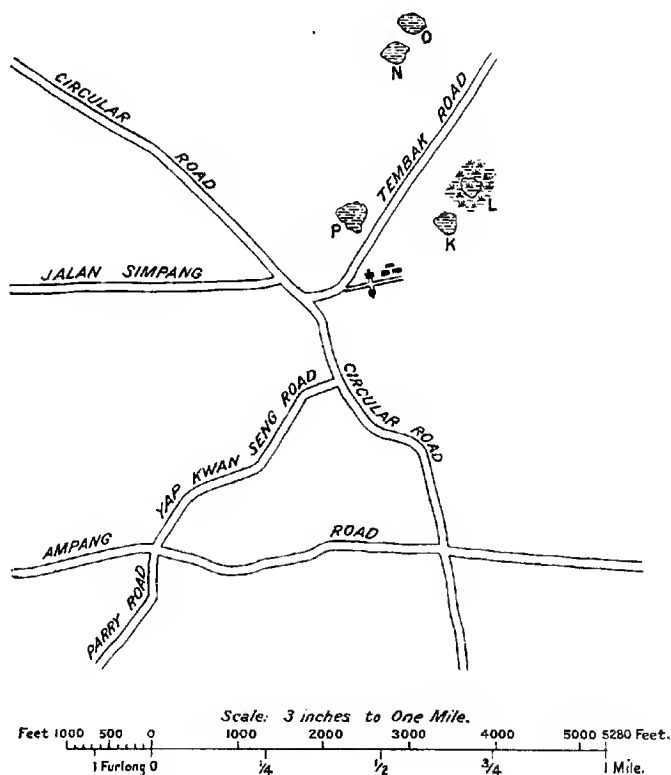 O
N
CIRCULAR ROAD
TEMBAK ROAD
L
P
K
JALAN SIMPANG
CIRCULAR ROAD
YAP KWAN SENG ROAD
AMPANG ROAD
PARRY ROAD
Scale: 3 inches to One Mile.
Feet 1000 500 0 1000 2000 3000 4000 5000 5280 Feet.
1 Furlong 0 1/4 1/2 3/4 1 Mile.